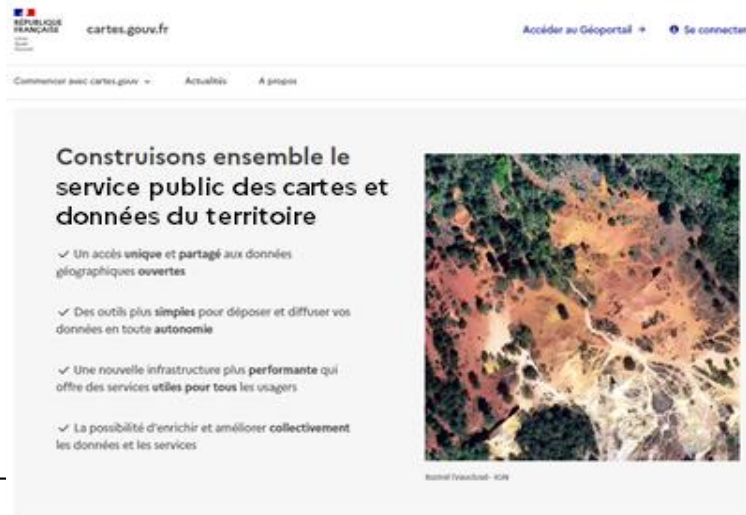 RÉPUBLIQUE
FRANÇAISE
cartes.gouv.fr
Accéder au Géoportail →
Se connecter
Commencer avec cartes.gouv
Actualités
A propos
Construisons ensemble le
service public des cartes et
données du territoire
✓ Un accès unique et partagé aux données
géographiques ouvertes
✓ Des outils plus simples pour déposer et diffuser vos
données en toute autonomie
✓ Une nouvelle infrastructure plus performante qui
offre des services utiles pour tous les usagers
✓ La possibilité d'enrichir et améliorer collectivement
les données et les services
- IGN